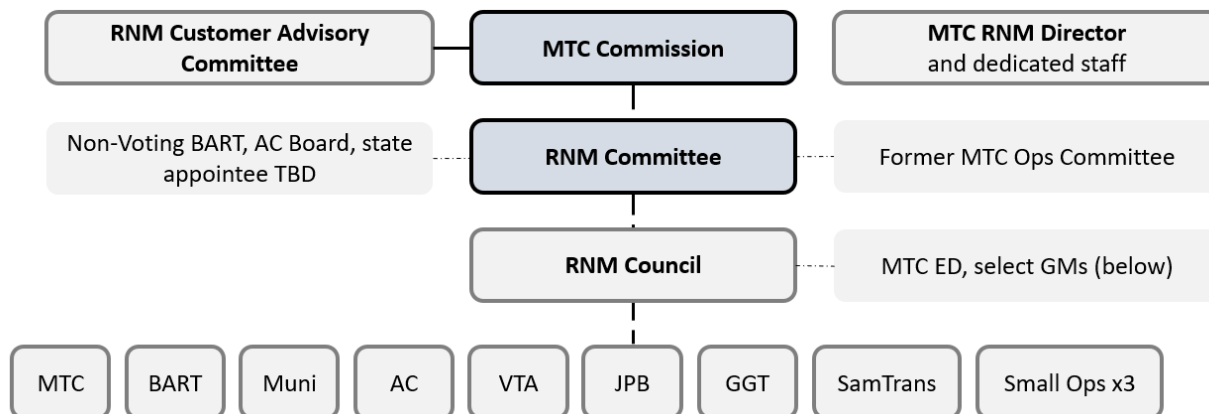 RNM Customer Advisory
Committee
MTC Commission
MTC RNM Director
and dedicated staff
Non-Voting BART, AC Board, state
appointee TBD
RNM Committee
Former MTC Ops Committee
RNM Council
MTC ED, select GMs (below)
MTC
BART
Muni
AC
VTA
JPB
GGT
SamTrans
Small Ops x3